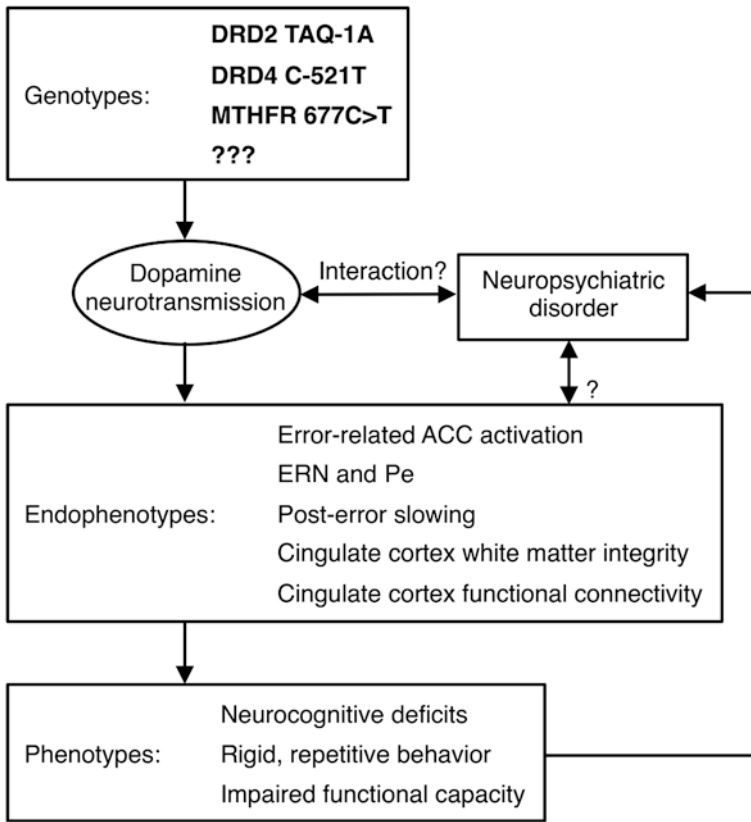 Genotypes:
DRD2 TAQ-1A
DRD4 C-521T
MTHFR 677C>T
???
Dopamine
neurotransmission
Interaction?
Neuropsychiatric
disorder
?
Endophenotypes:
Error-related ACC activation
ERN and Pe
Post-error slowing
Cingulate cortex white matter integrity
Cingulate cortex functional connectivity
Phenotypes:
Neurocognitive deficits
Rigid, repetitive behavior
Impaired functional capacity